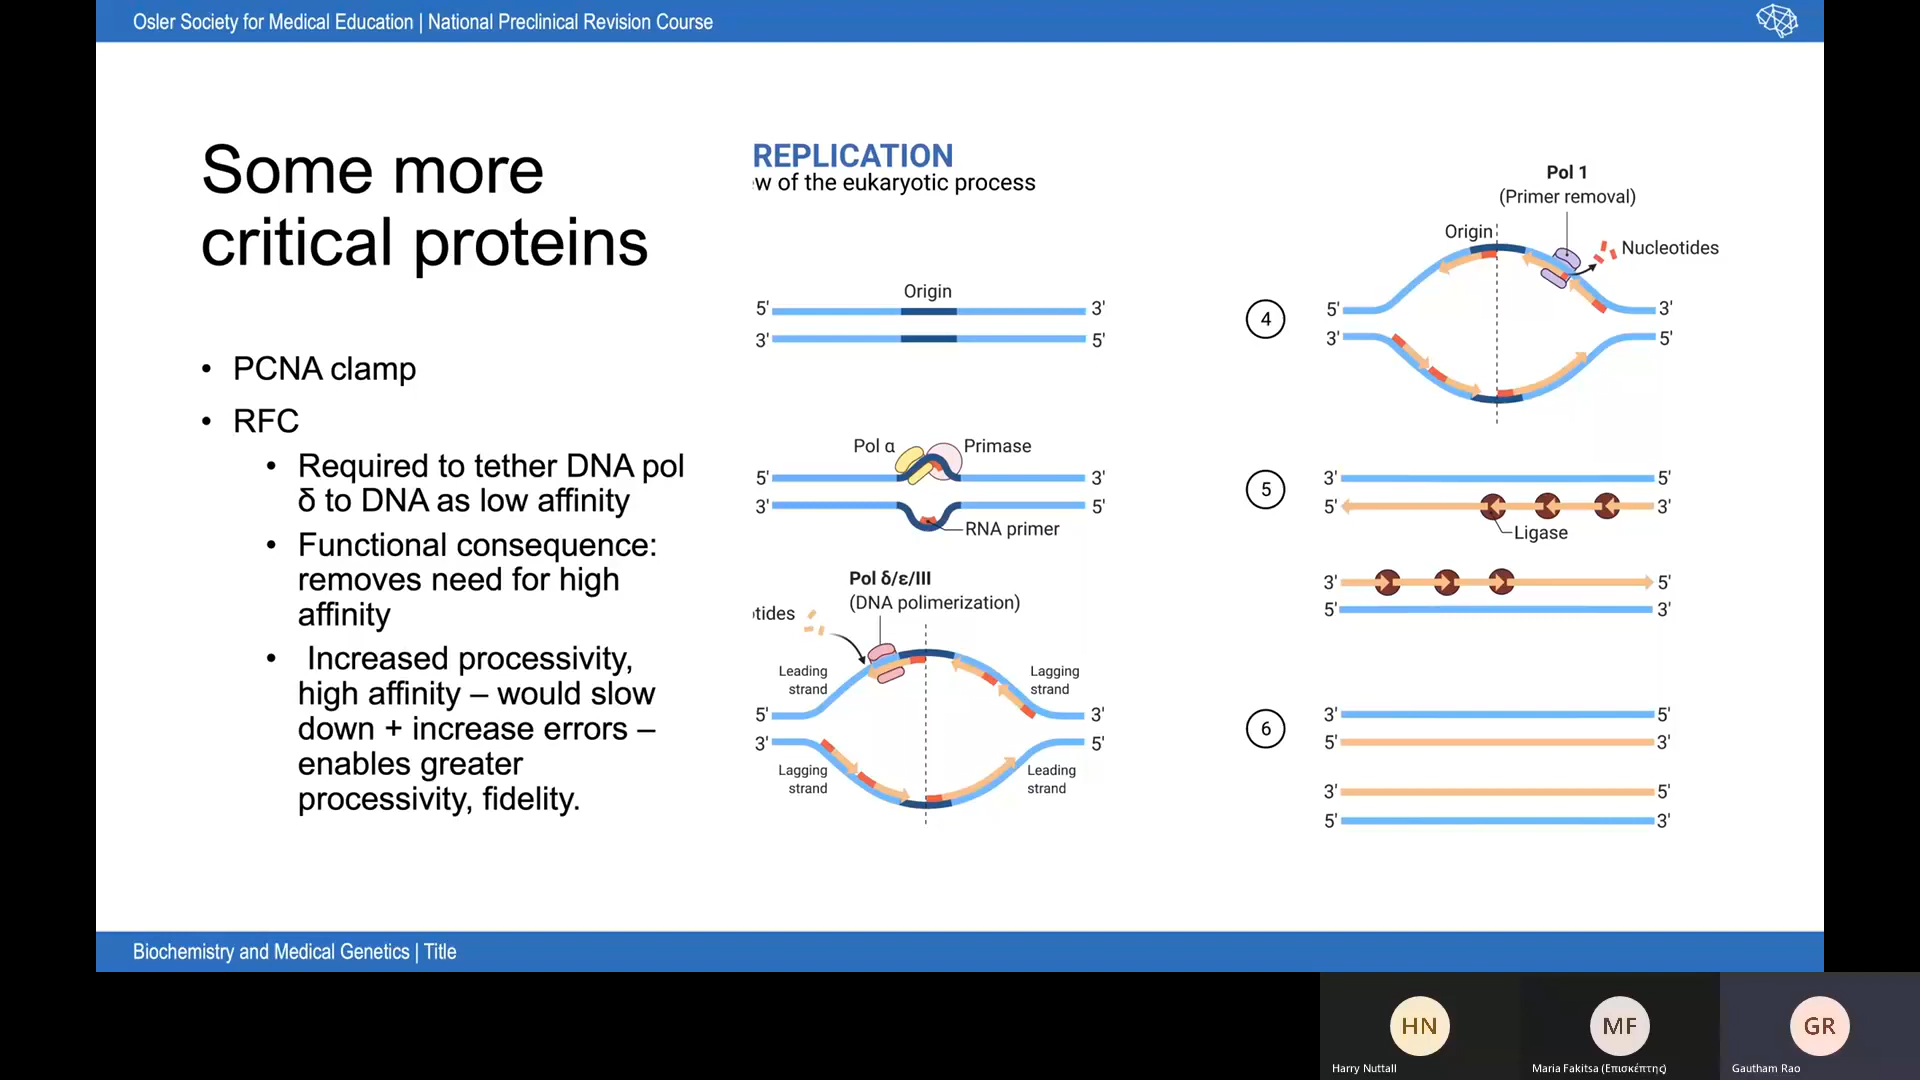 Osler Society for Medical Education | National Preclinical Revision Course
Some more
critical proteins
• PCNA clamp
• RFC
• Required to tether DNA pol
δ to DNA as low affinity
• Functional consequence:
removes need for high
affinity
• Increased processivity,
high affinity – would slow
down + increase errors –
enables greater
processivity, fidelity.
REPLICATION
w of the eukaryotic process
Origin
5' 3'
3' 5'
Pol α Primase
5' 3'
3' 5'
RNA primer
Pol δ/ε/III
(DNA polimerization)
tides
Leading
strand
Lagging
strand
5' 3'
3' 5'
Lagging
strand
Leading
strand
Pol 1
(Primer removal)
Origin
Nucleotides
4
5' 3'
3' 5'
5
3' 5'
5' 3'
Ligase
3' 5'
5' 3'
6
3' 5'
5' 3'
3' 5'
5' 3'
Biochemistry and Medical Genetics | Title
HN
MF
GR
Harry Nuttall
Maria Fakitsa (Επισκέπτης)
Gautham Rao